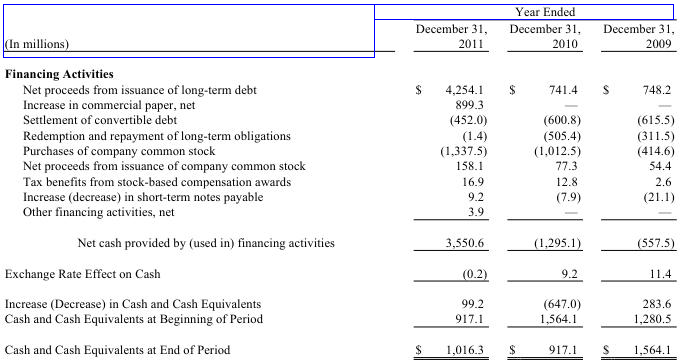 Year Ended
December 31, December 31, December 31,
(In millions) 2011 2010 2009
Financing Activities
Net proceeds from issuance of long-term debt $ 4,254.1 $ 741.4 $ 748.2
Increase in commercial paper, net 899.3 — —
Settlement of convertible debt (452.0) (600.8) (615.5)
Redemption and repayment of long-term obligations (1.4) (505.4) (311.5)
Purchases of company common stock (1,337.5) (1,012.5) (414.6)
Net proceeds from issuance of company common stock 158.1 77.3 54.4
Tax benefits from stock-based compensation awards 16.9 12.8 2.6
Increase (decrease) in short-term notes payable 9.2 (7.9) (21.1)
Other financing activities, net 3.9 — —
Net cash provided by (used in) financing activities 3,550.6 (1,295.1) (557.5)
Exchange Rate Effect on Cash (0.2) 9.2 11.4
Increase (Decrease) in Cash and Cash Equivalents 99.2 (647.0) 283.6
Cash and Cash Equivalents at Beginning of Period 917.1 1,564.1 1,280.5
Cash and Cash Equivalents at End of Period $ 1,016.3 $ 917.1 $ 1,564.1